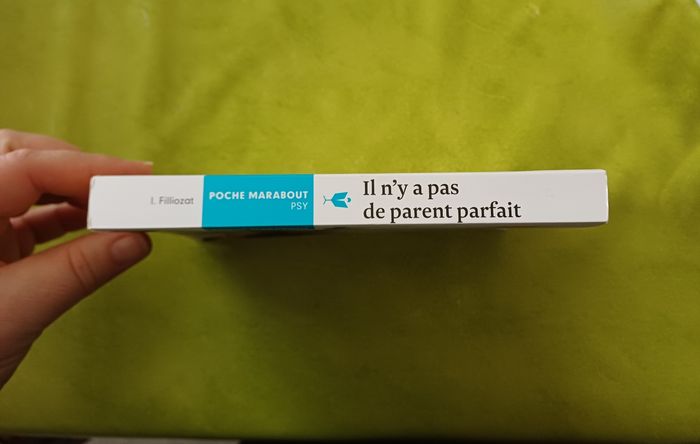 I. Filliozat
POCHE MARABOUT
PSY
Il n'y a pas
de parent parfait